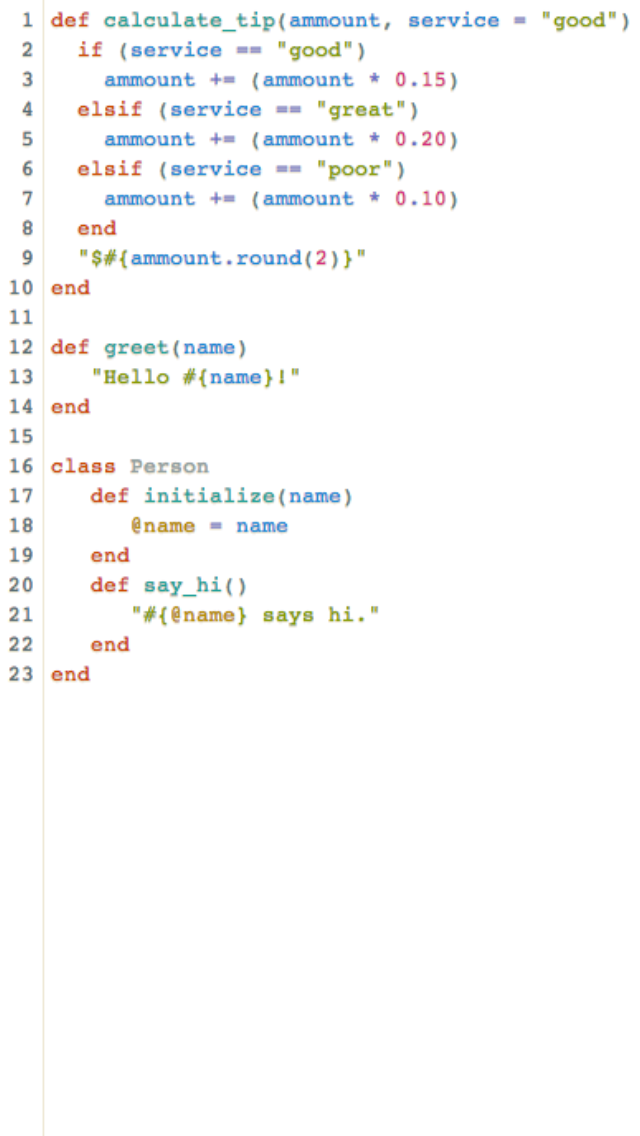 1 def calculate_tip(ammount, service = "good")
2   if (service == "good")
3     ammount += (ammount * 0.15)
4   elsif (service == "great")
5     ammount += (ammount * 0.20)
6   elsif (service == "poor")
7     ammount += (ammount * 0.10)
8   end
9   "$#{ammount.round(2)}"
10 end
11
12 def greet(name)
13    "Hello #{name}!"
14 end
15
16 class Person
17    def initialize(name)
18       @name = name
19    end
20    def say_hi()
21       "#{@name} says hi."
22    end
23 end